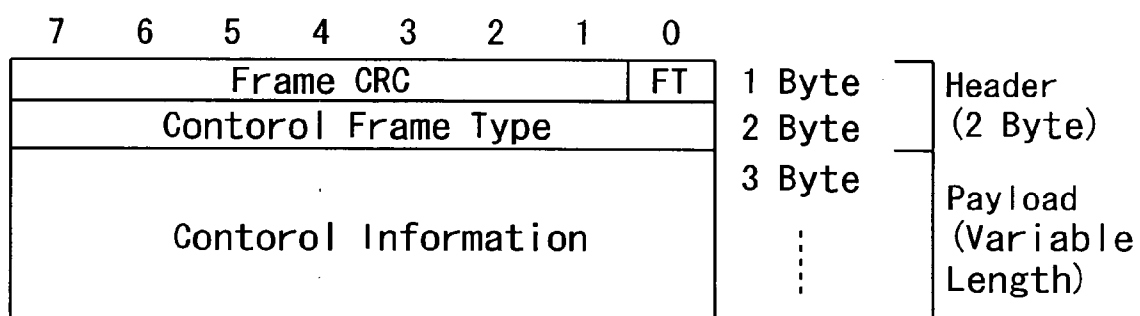 7 6 5 4 3 2 1 0
Frame CRC FT 1 Byte
Contorol Frame Type 2 Byte
Header
(2 Byte)
3 Byte
Contorol Information
Payload
(Variable
Length)